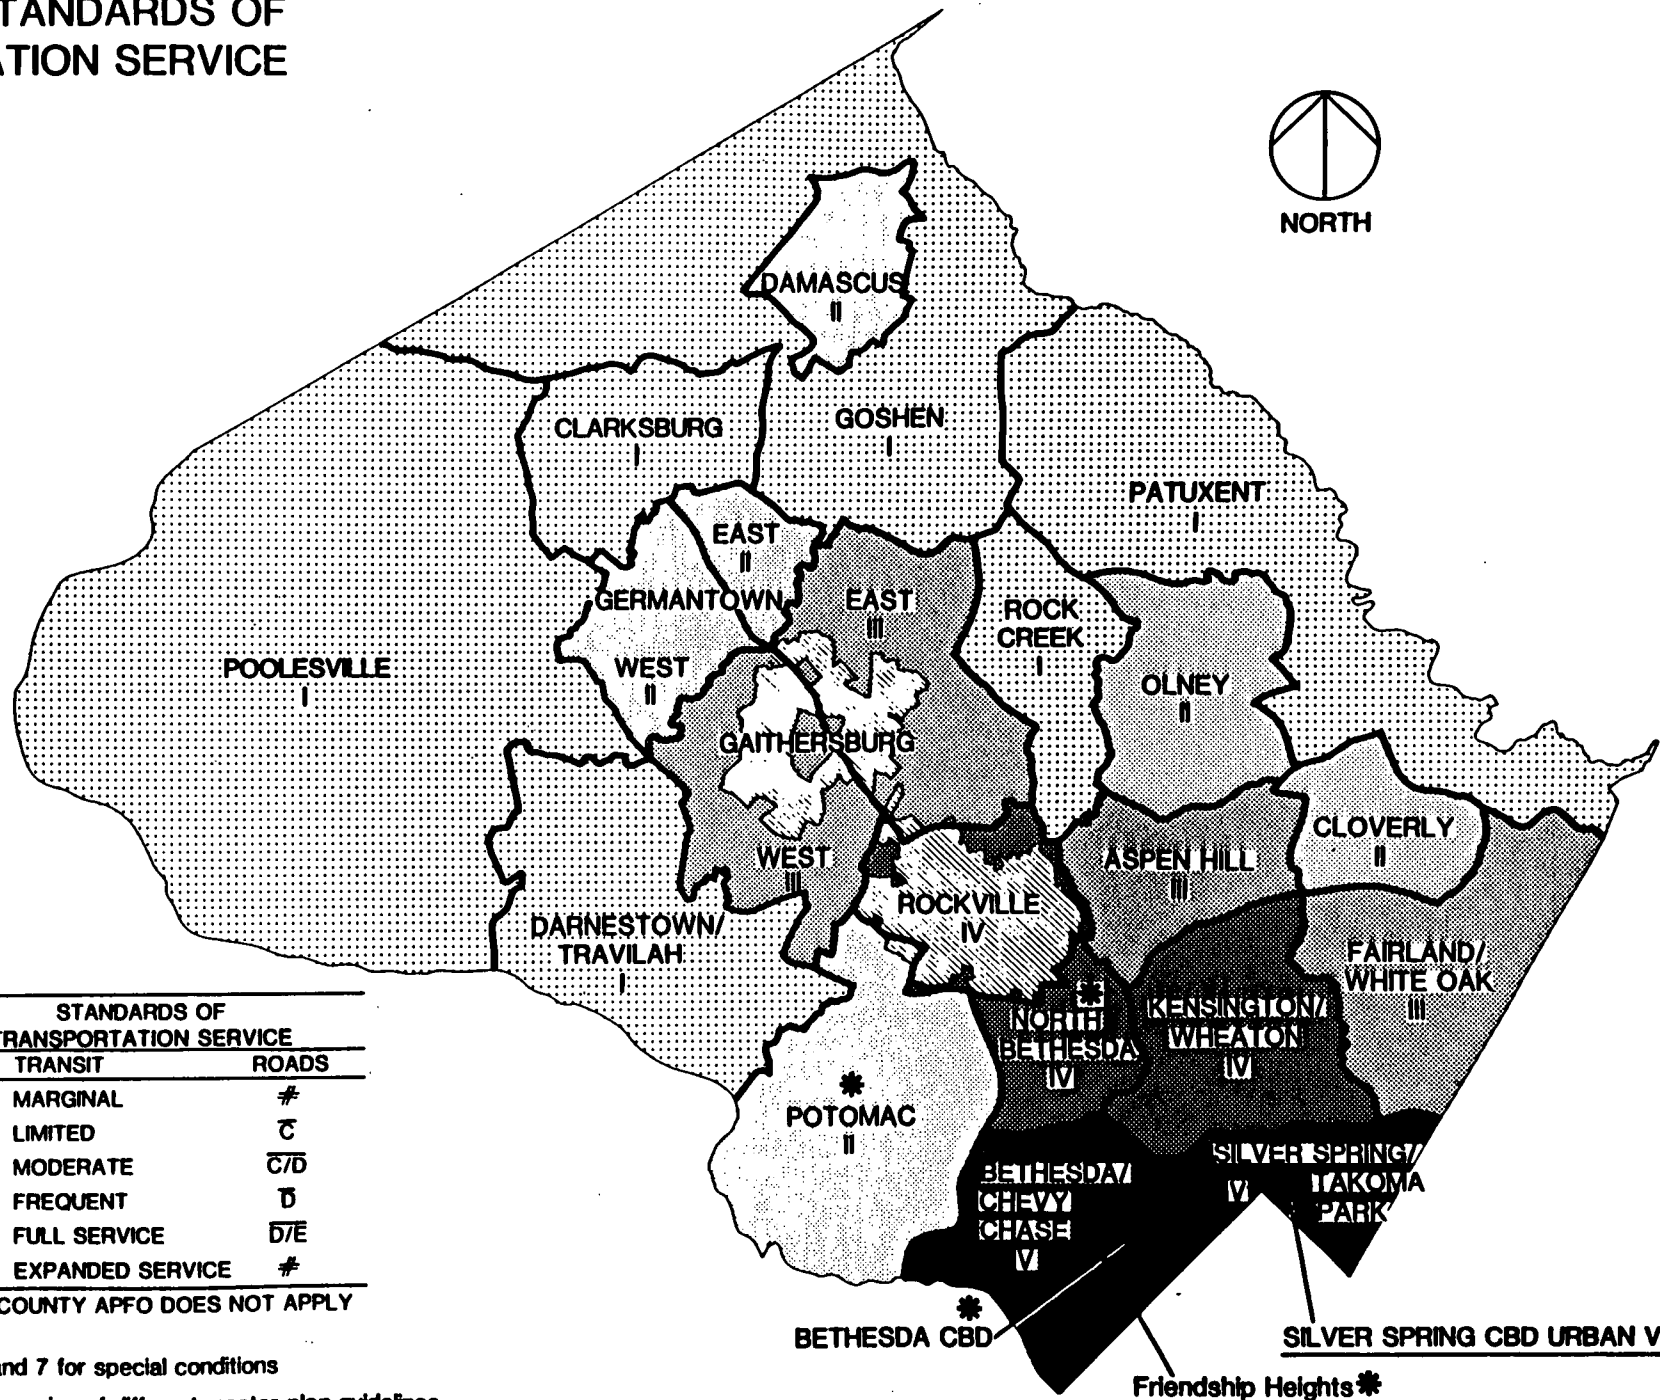 STANDARDS OF
ATION SERVICE
NORTH
DAMASCUS
II
CLARKSBURG
I
GOSHEN
I
PATUXENT
I
EAST
II
GERMANTOWN
WEST
II
EAST
III
ROCK
CREEK
I
OLNEY
II
POOLESVILLE
I
GAITHERSBURG
WEST
III
CLOVERLY
II
ASPEN HILL
III
ROCKVILLE
IV
DARNESTOWN/
TRAVILAH
I
FAIRLAND/
WHITE OAK
III
NORTH
BETHESDA
IV
KENSINGTON/
WHEATON
IV
POTOMAC
II
BETHESDA/
CHEVY
CHASE
V
SILVER SPRING/
V TAKOMA
PARK
STANDARDS OF
TRANSPORTATION SERVICE
TRANSIT ROADS
MARGINAL #
LIMITED C
MODERATE C/D
FREQUENT D
FULL SERVICE D/E
EXPANDED SERVICE #
COUNTY APFO DOES NOT APPLY
and 7 for special conditions
BETHESDA CBD
SILVER SPRING CBD URBAN V
Friendship Heights